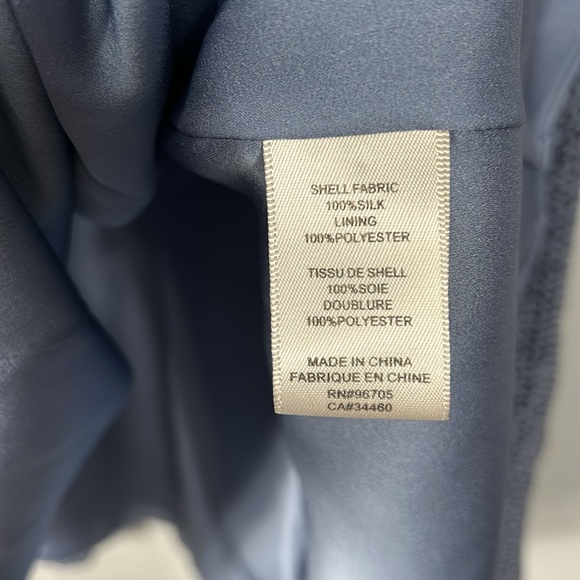 SHELL FABRIC
100%SILK
LINING
100%POLYESTER
TISSU DE SHELL
100%SOIE
DOUBLURE
100%POLYESTER
MADE IN CHINA
FABRIQUE EN CHINE
RN#96705
CA#34460